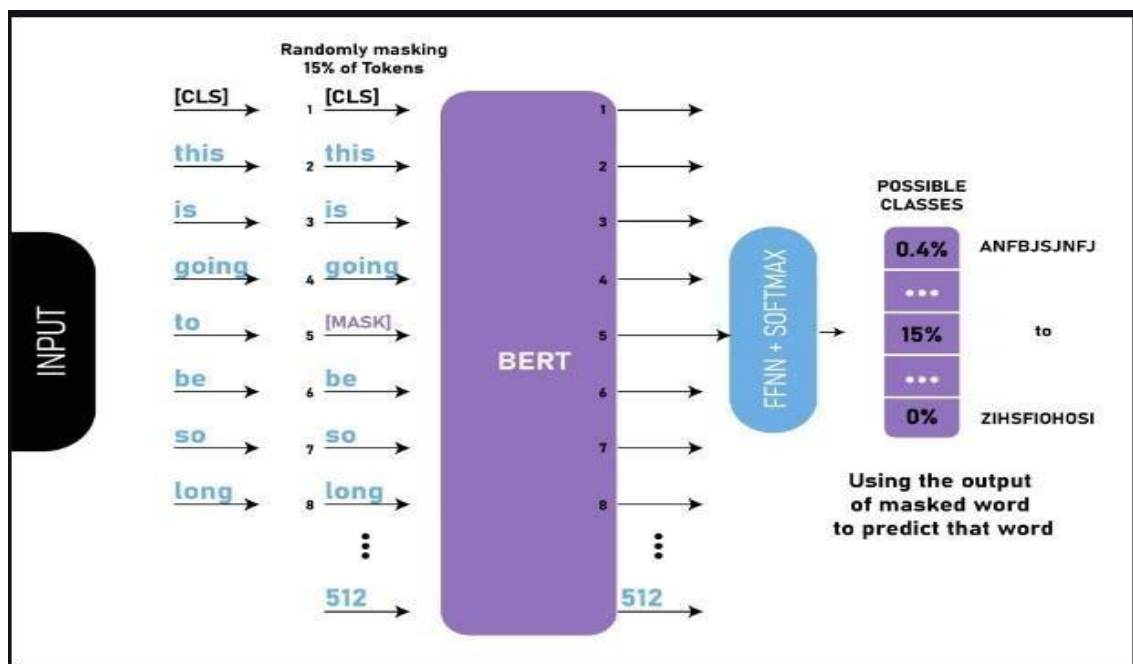 Randomly masking
15% of Tokens
[CLS]
1 [CLS]
1
this
2 this
2
is
3 is
3
going
4 going
4
to
5 [MASK]
5
be
6 be
6
so
7 so
7
long
8 long
8
512
512
INPUT
BERT
FFNN + SOFTMAX
POSSIBLE
CLASSES
0.4% ANFBJSJNFJ
...
15% to
...
0% ZIHSFIOHOSI
Using the output
of masked word
to predict that word